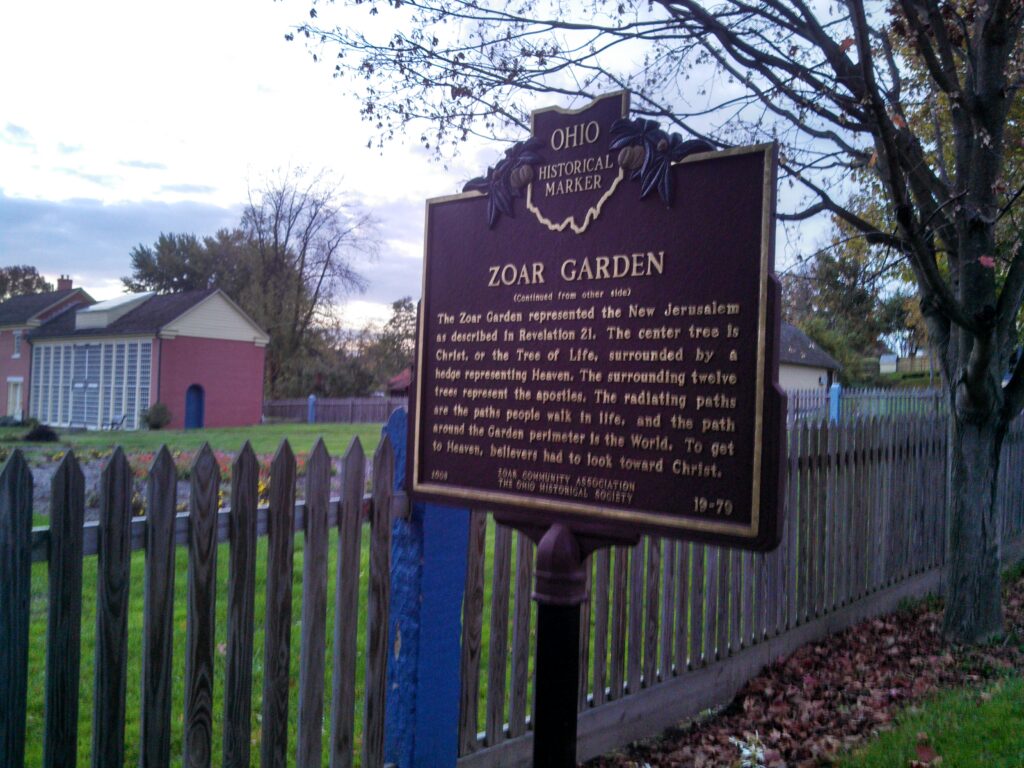 OHIO
HISTORICAL
MARKER
ZOAR GARDEN
(Continued from other side)
The Zoar Garden represented the New Jerusalem
as described in Revelation 21. The center tree is
Christ, or the Tree of Life, surrounded by a
hedge representing Heaven. The surrounding twelve
trees represent the apostles. The radiating paths
are the paths people walk in life, and the path
around the Garden perimeter is the World. To get
to Heaven, believers had to look toward Christ.
ZOAR COMMUNITY ASSOCIATION
THE OHIO HISTORICAL SOCIETY
19-79